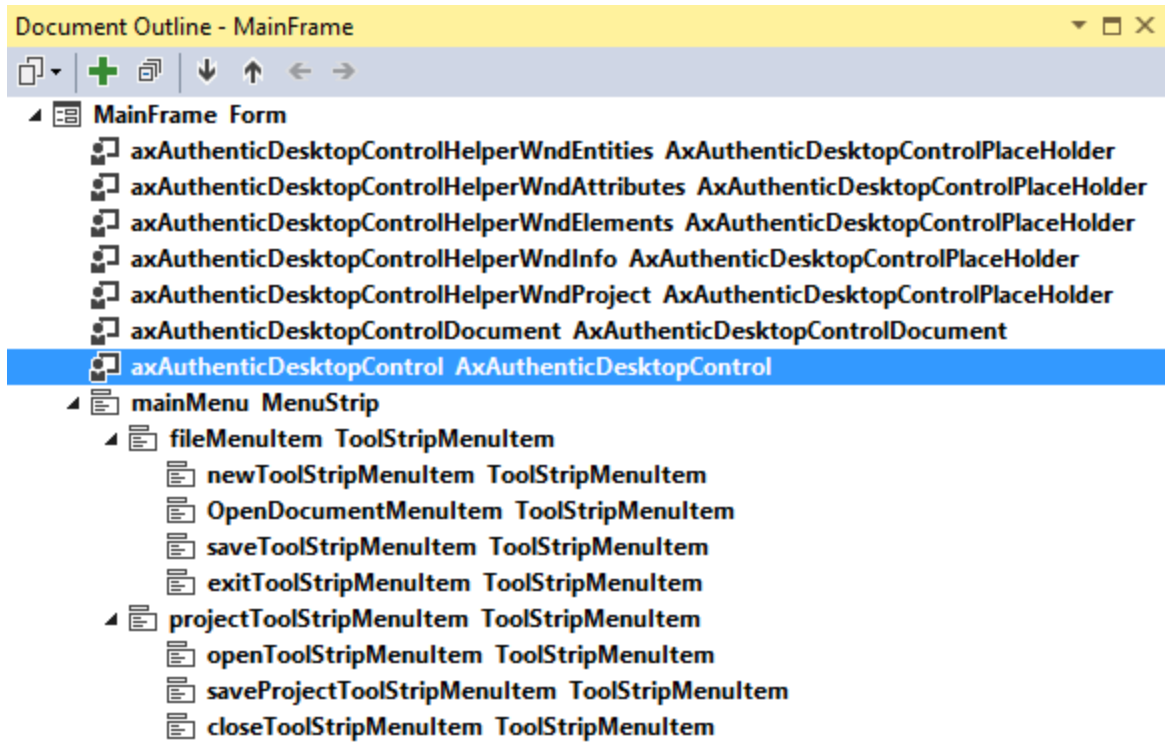 Document Outline - MainFrame
MainFrame Form
axAuthenticDesktopControlHelperWndEntities AxAuthenticDesktopControlPlaceHolder
axAuthenticDesktopControlHelperWndAttributes AxAuthenticDesktopControlPlaceHolder
axAuthenticDesktopControlHelperWndElements AxAuthenticDesktopControlPlaceHolder
axAuthenticDesktopControlHelperWndInfo AxAuthenticDesktopControlPlaceHolder
axAuthenticDesktopControlHelperWndProject AxAuthenticDesktopControlPlaceHolder
axAuthenticDesktopControlDocument AxAuthenticDesktopControlDocument
axAuthenticDesktopControl AxAuthenticDesktopControl
mainMenu MenuStrip
fileMenuItem ToolStripMenuItem
newToolStripMenuItem ToolStripMenuItem
OpenDocumentMenuItem ToolStripMenuItem
saveToolStripMenuItem ToolStripMenuItem
exitToolStripMenuItem ToolStripMenuItem
projectToolStripMenuItem ToolStripMenuItem
openToolStripMenuItem ToolStripMenuItem
saveProjectToolStripMenuItem ToolStripMenuItem
closeToolStripMenuItem ToolStripMenuItem